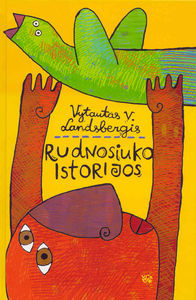 Vytautas V.
Landsbergis
RUDNOSIUKO
ISTORIJOS